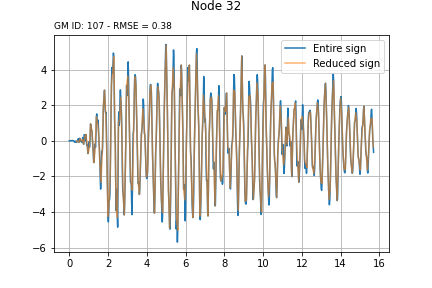 Node 32
GM ID: 107 - RMSE = 0.38
Entire sign
Reduced sign
4
2
0
−2
−4
−6
0 2 4 6 8 10 12 14 16